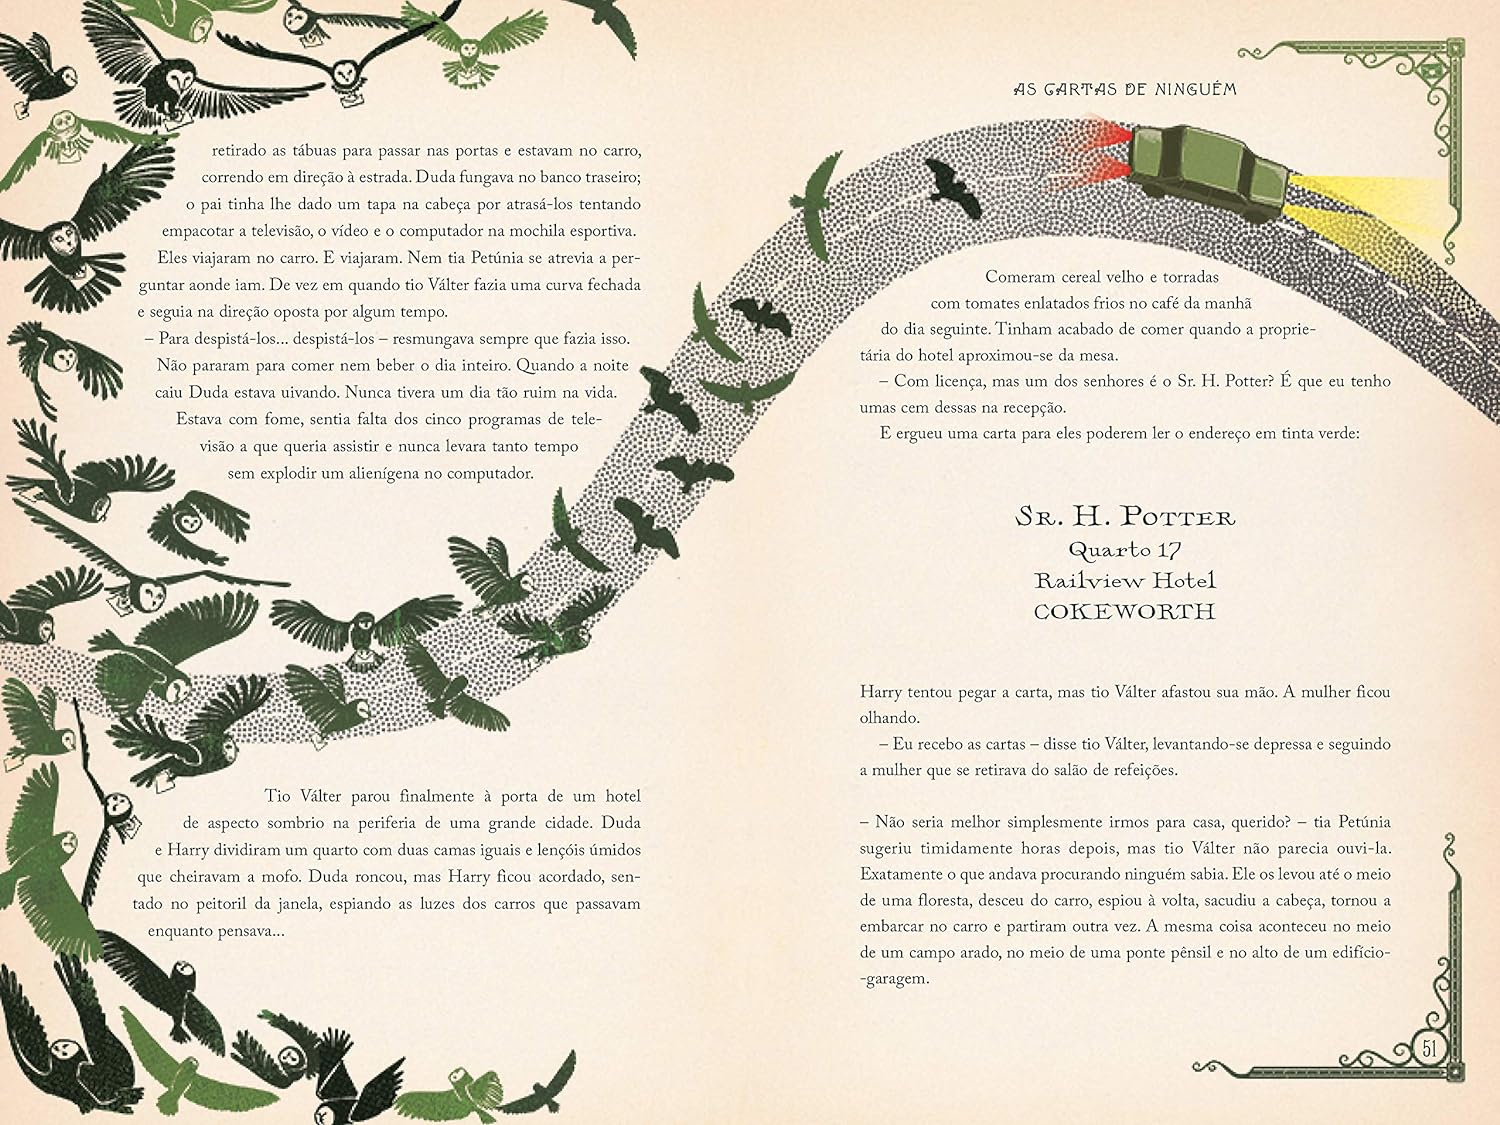 retirado as tábuas para passar nas portas e estavam no carro,
correndo em direção à estrada. Duda fungava no banco traseiro;
o pai tinha lhe dado um tapa na cabeça por atrasá-los tentando
empacotar a televisão, o vídeo e o computador na mochila esportiva.
Eles viajaram no carro. E viajaram. Nem tia Petúnia se atrevia a per-
guntar aonde iam. De vez em quando tio Válter fazia uma curva fechada
e seguia na direção oposta por algum tempo.
– Para despistá-los... despistá-los – resmungava sempre que fazia isso.
Não pararam para comer nem beber o dia inteiro. Quando a noite
caiu Duda estava uivando. Nunca tivera um dia tão ruim na vida.
Estava com fome, sentia falta dos cinco programas de tele-
visão a que queria assistir e nunca levara tanto tempo
sem explodir um alienígena no computador.
Tio Válter parou finalmente à porta de um hotel
de aspecto sombrio na periferia de uma grande cidade. Duda
e Harry dividiram um quarto com duas camas iguais e lençóis úmidos
que cheiravam a mofo. Duda roncou, mas Harry ficou acordado, sen-
tado no peitoril da janela, espiando as luzes dos carros que passavam
enquanto pensava...
AS CARTAS DE NINGUÉM
Comeram cereal velho e torradas
com tomates enlatados frios no café da manhã
do dia seguinte. Tinham acabado de comer quando a proprie-
tária do hotel aproximou-se da mesa.
– Com licença, mas um dos senhores é o Sr. H. Potter? É que eu tenho
umas cem dessas na recepção.
E ergueu uma carta para eles poderem ler o endereço em tinta verde:
SR. H. POTTER
Quarto 17
Railview Hotel
COKEWORTH
Harry tentou pegar a carta, mas tio Válter afastou sua mão. A mulher ficou
olhando.
– Eu recebo as cartas – disse tio Válter, levantando-se depressa e seguindo
a mulher que se retirava do salão de refeições.
– Não seria melhor simplesmente irmos para casa, querido? – tia Petúnia
sugeriu timidamente horas depois, mas tio Válter não parecia ouvi-la.
Exatamente o que andava procurando ninguém sabia. Ele os levou até o meio
de uma floresta, desceu do carro, espiou à volta, sacudiu a cabeça, tornou a
embarcar no carro e partiram outra vez. A mesma coisa aconteceu no meio
de um campo arado, no meio de uma ponte pênsil e no alto de um edifício-
-garagem.
51